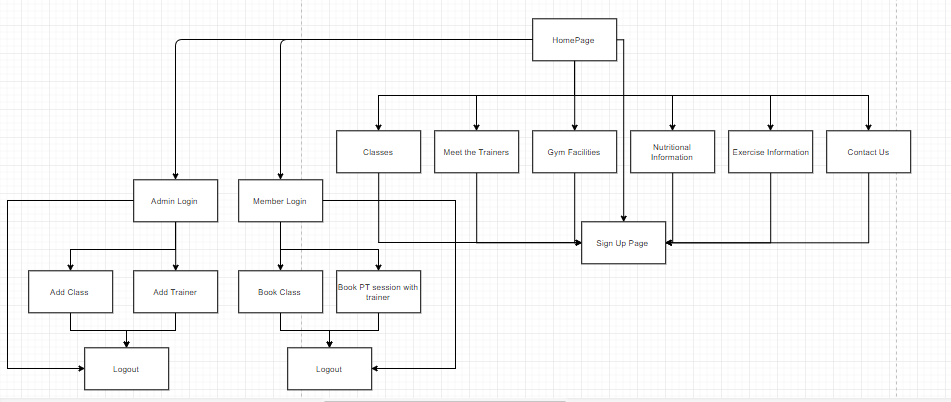 HomePage
Classes
Meet the Trainers
Gym Facilities
Nutritional
Information
Exercise Information
Contact Us
Admin Login
Member Login
Sign Up Page
Add Class
Add Trainer
Book Class
Book PT session with
trainer
Logout
Logout